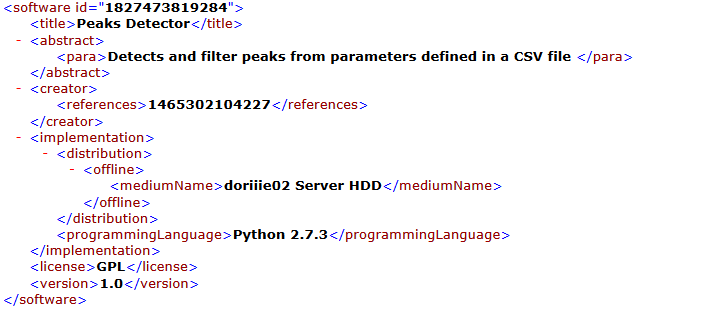 <software id="1827473819284">
<title>Peaks Detector</title>
- <abstract>
<para>Detects and filter peaks from parameters defined in a CSV file </para>
</abstract>
- <creator>
<references>1465302104227</references>
</creator>
- <implementation>
- <distribution>
- <offline>
<mediumName>doriiie02 Server HDD</mediumName>
</offline>
</distribution>
<programmingLanguage>Python 2.7.3</programmingLanguage>
</implementation>
<license>GPL</license>
<version>1.0</version>
</software>